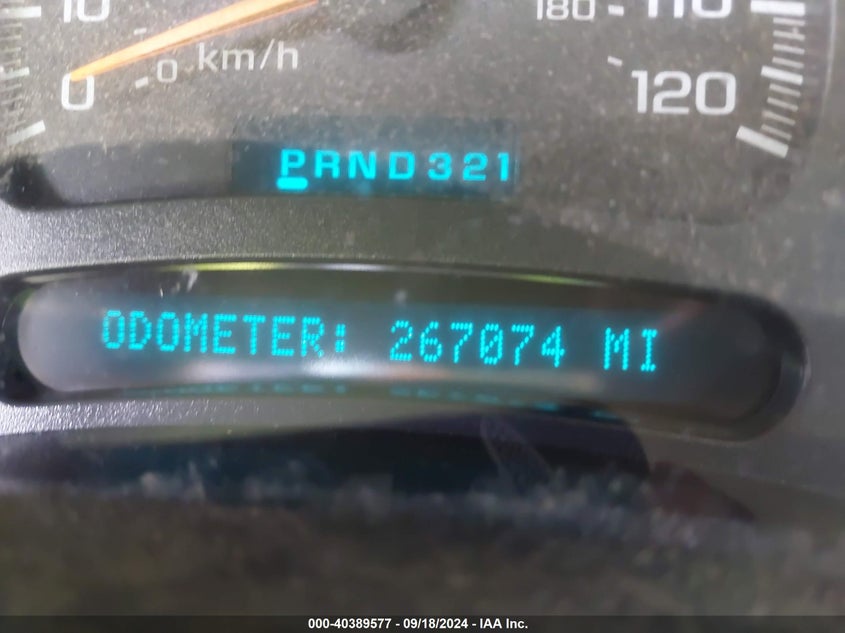 10 180 110
0 0 km/h 120
PRND321
ODOMETER: 267074 MI
000-40389577 - 09/18/2024 - IAA Inc.